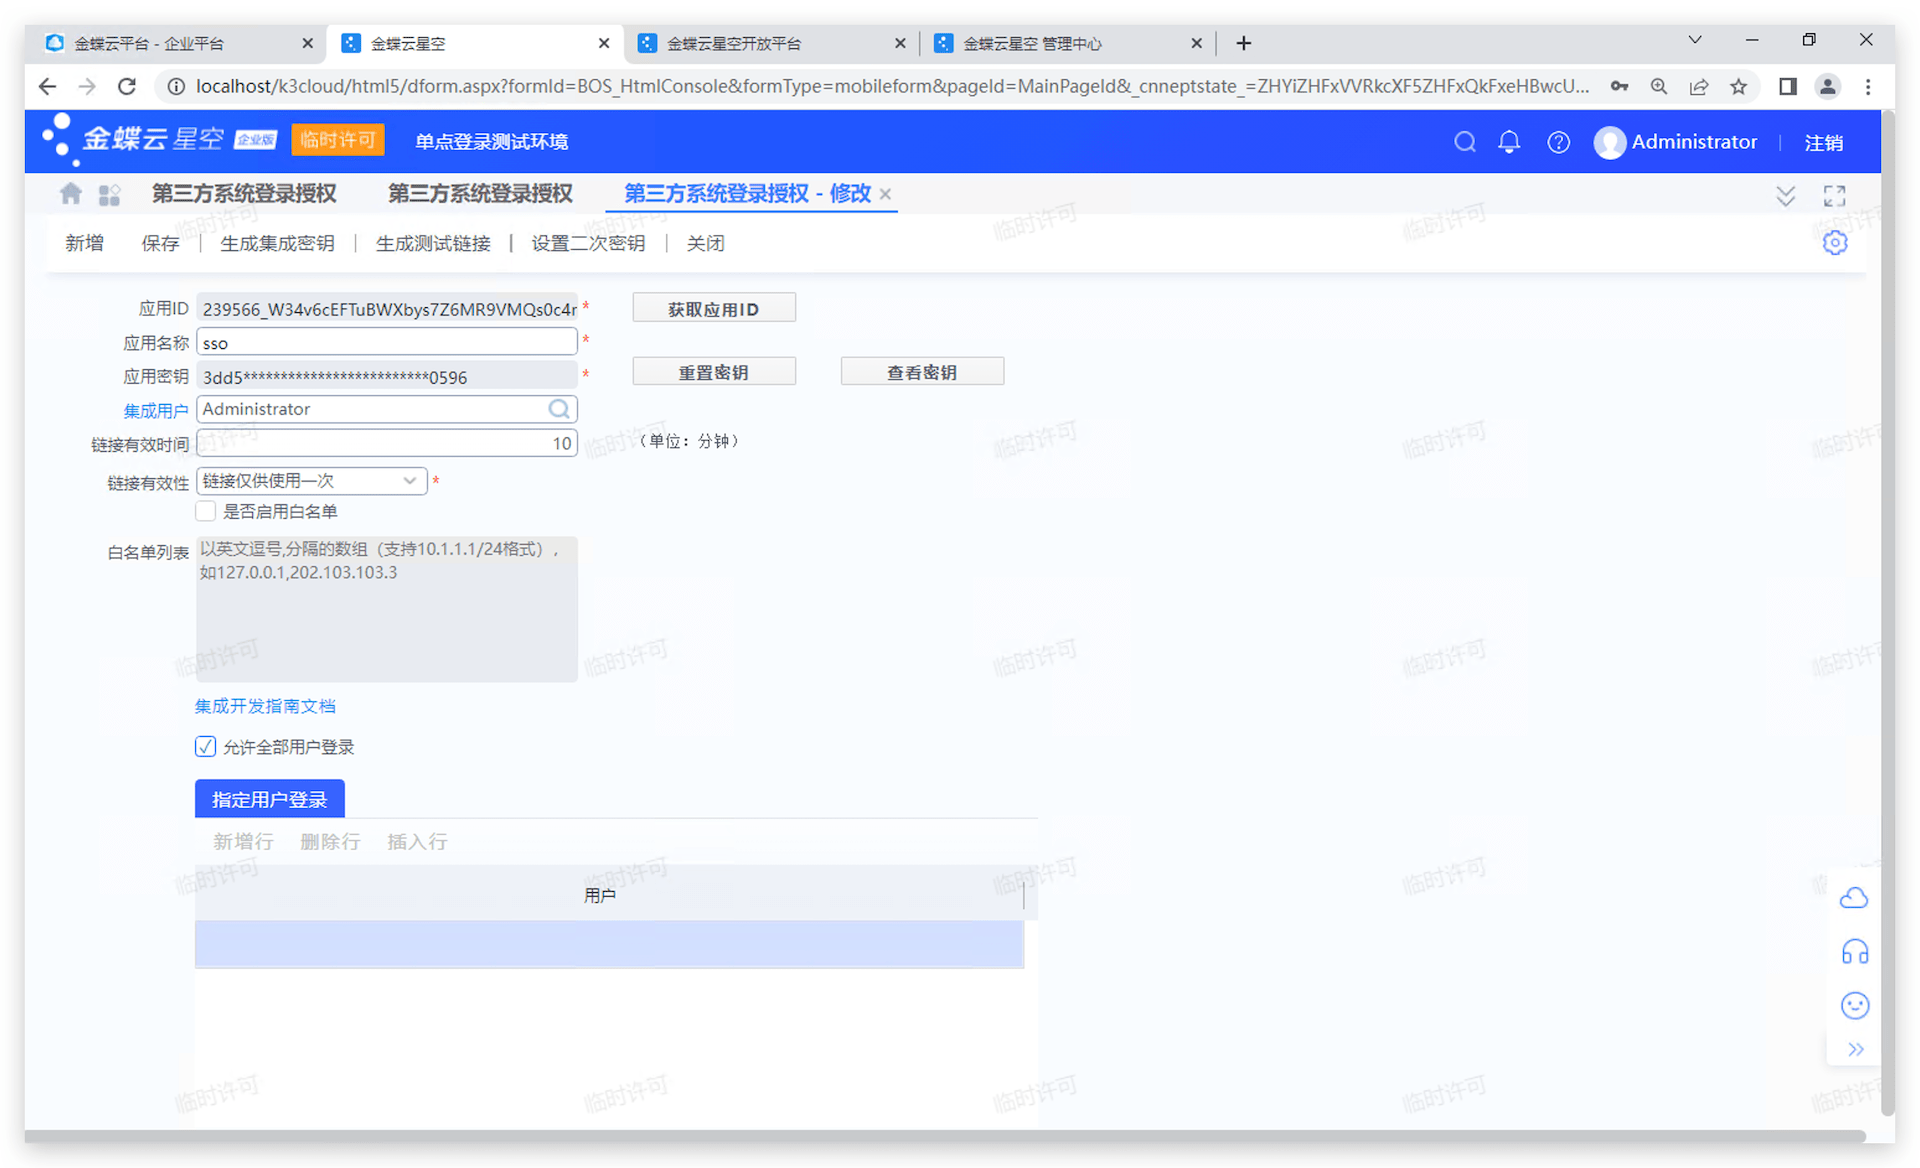 金蝶云平台 - 企业平台
金蝶云星空
金蝶云星空开放平台
金蝶云星空 管理中心
localhost/k3cloud/html5/dform.aspx?formId=BOS_HtmlConsole&formType=mobileform&pageId=MainPageId&_cnneptstate_=ZHYiZHFxVVRkcXF5ZHFxQkFxeHBwcU...
金蝶云 星空 企业版 临时许可 单点登录测试环境
Administrator
注销
第三方系统登录授权
第三方系统登录授权
第三方系统登录授权 - 修改
新增 保存 生成集成密钥 生成测试链接 设置二次密钥 关闭
应用ID 239566_W34v6cEFTuBWXbys7Z6MR9VMQs0c4r * 获取应用ID
应用名称 sso *
应用密钥 3dd5*************************0596 * 重置密钥 查看密钥
集成用户 Administrator
链接有效时间 10 （单位：分钟）
链接有效性 链接仅供使用一次 *
是否启用白名单
白名单列表 以英文逗号,分隔的数组（支持10.1.1.1/24格式），
如127.0.0.1,202.103.103.3
集成开发指南文档
允许全部用户登录
指定用户登录
新增行 删除行 插入行
用户
临时许可